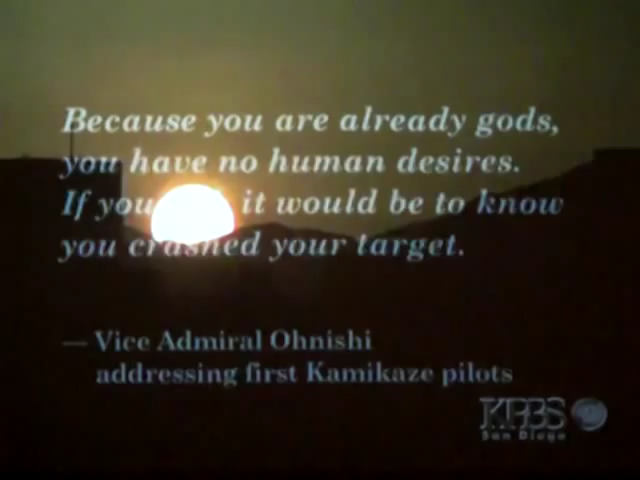 Because you are already gods,
you have no human desires.
If you it would be to know
you crashed your target.
— Vice Admiral Ohnishi
addressing first Kamikaze pilots
KPBS
San Diego